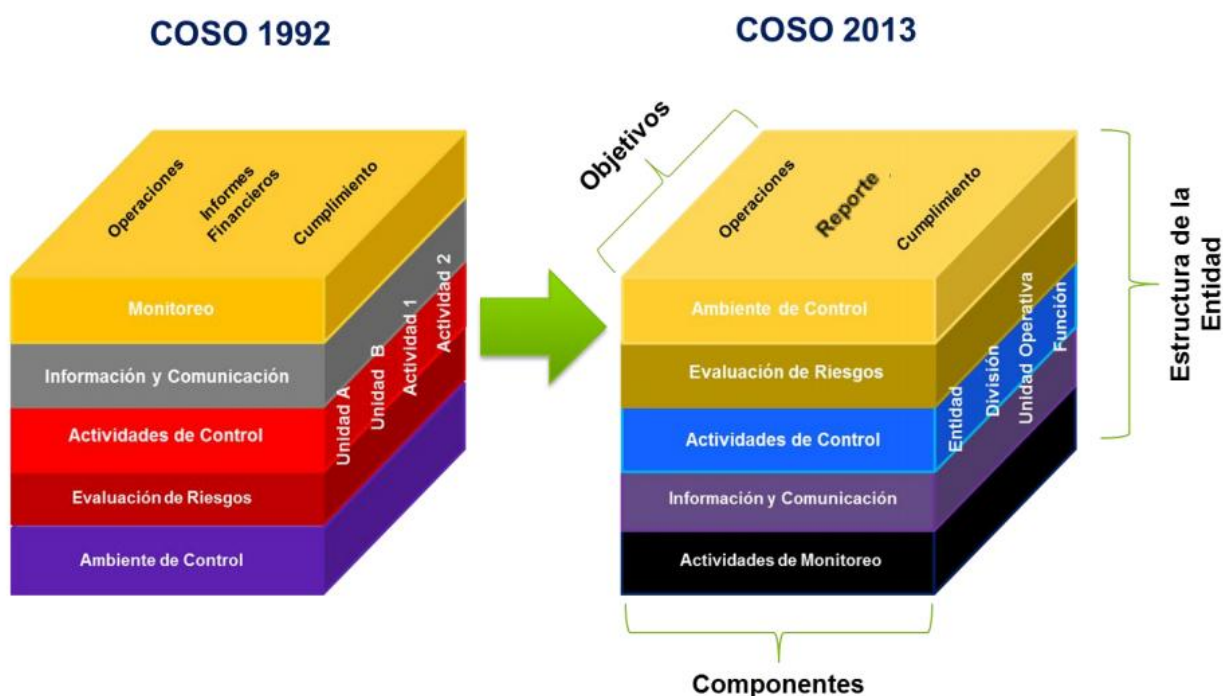 COSO 1992
Operaciones
Informes
Financieros
Cumplimiento
Monitoreo
Información y Comunicación
Actividades de Control
Evaluación de Riesgos
Ambiente de Control
Unidad A
Unidad B
Actividad 1
Actividad 2
COSO 2013
Objetivos
Operaciones
Reporte
Cumplimiento
Ambiente de Control
Evaluación de Riesgos
Actividades de Control
Información y Comunicación
Actividades de Monitoreo
Entidad
División
Unidad Operativa
Función
Estructura de la
Entidad
Componentes